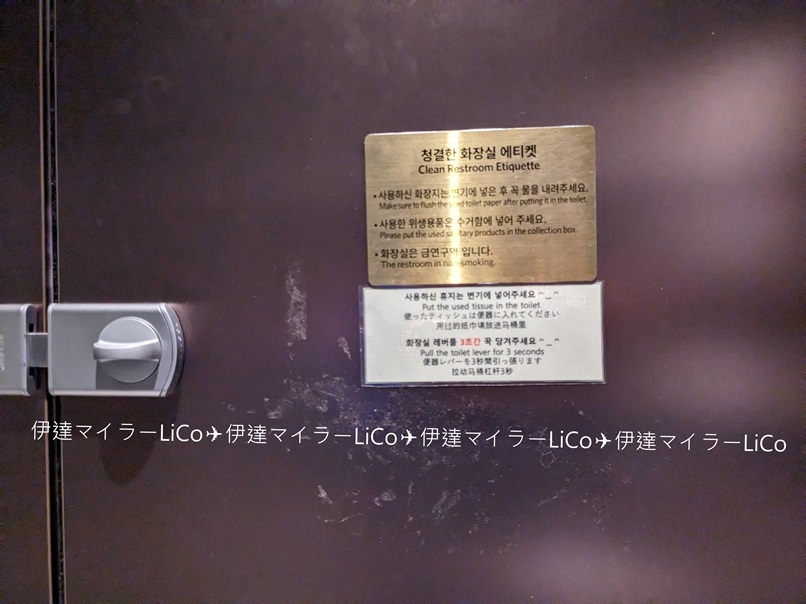 청결한 화장실 에티켓
Clean Restroom Etiquette
• 사용하신 화장지는 변기에 넣은 후 꼭 물을 내려주세요.
Make sure to flush the used toilet paper after putting it in the toilet.
• 사용한 위생용품은 수거함에 넣어 주세요.
Please put the used sanitary products in the collection box.
• 화장실은 금연구역 입니다.
The restroom in non-smoking.
사용하신 휴지는 변기에 넣어주세요 ^‿^
Put the used tissue in the toilet
使ったティッシュは便器に入れてください
用过的纸巾请放进马桶里
화장실 레버를 3초간 꾹 당겨주세요 ^‿^
Pull the toilet lever for 3 seconds
便器レバーを3秒間引っ張ります
拉动马桶杠杆3秒
伊達マイラーLiCo✈伊達マイラーLiCo✈伊達マイラーLiCo✈伊達マイラーLiCo